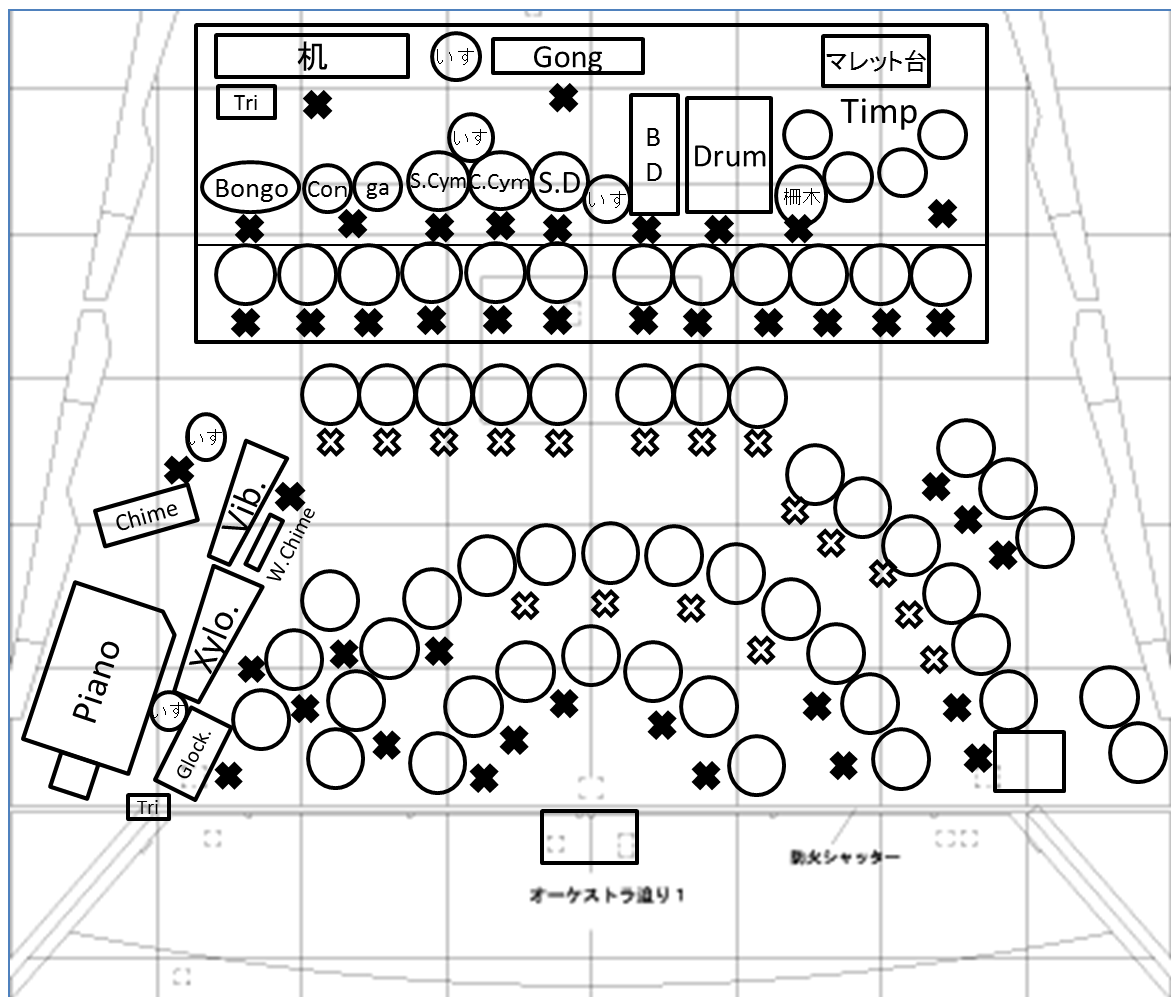 机
いす
Gong
マレット台
Tri
Timp
いす
B
D
Drum
Bongo
Con
ga
S.Cym
C.Cym
S.D
いす
柵木
いす
Chime
Vib.
W.Chime
Xylo.
Piano
いす
Glock.
Tri
防火シャッター
オーケストラ迫り1